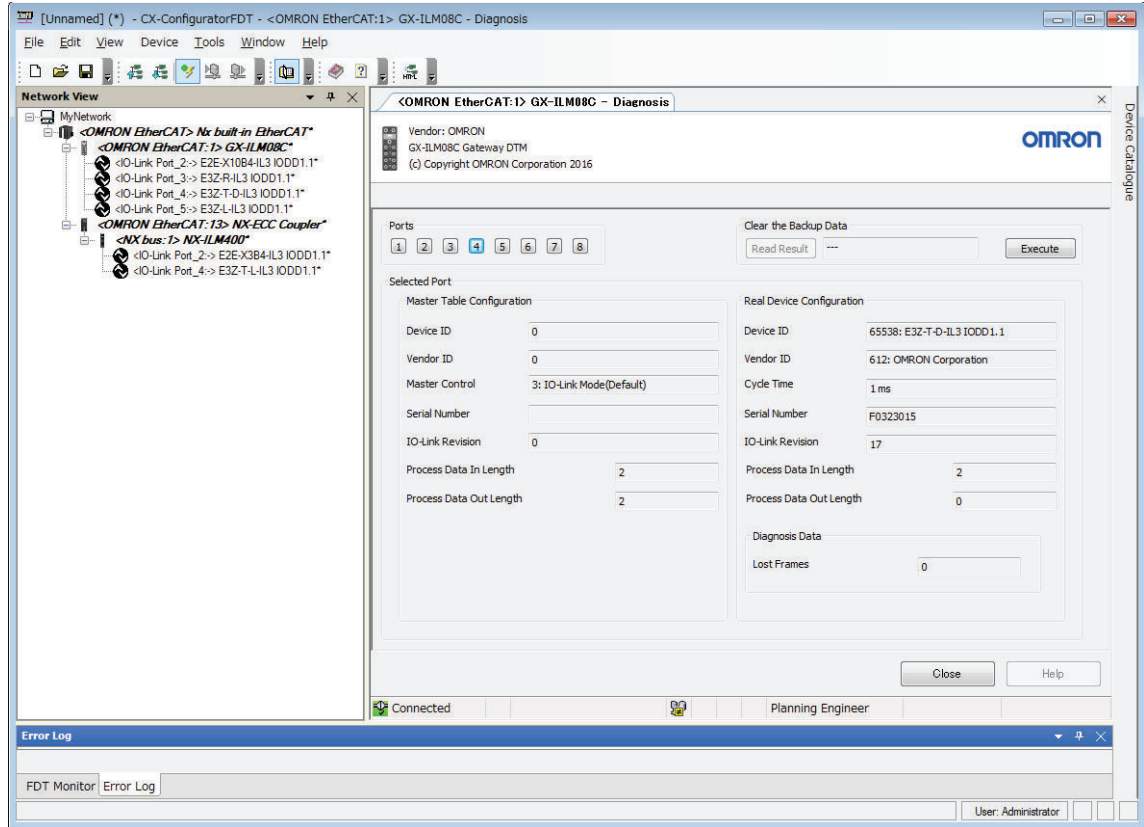 [Unnamed] (*) - CX-ConfiguratorFDT - <OMRON EtherCAT:1> GX-ILM08C - Diagnosis
File Edit View Device Tools Window Help
Network View
MyNetwork
<OMRON EtherCAT> Nx built-in EtherCAT*
<OMRON EtherCAT:1> GX-ILM08C*
<IO-Link Port_2:-> E2E-X10B4-IL3 IODD1.1*
<IO-Link Port_3:-> E3Z-R-IL3 IODD1.1*
<IO-Link Port_4:-> E3Z-T-D-IL3 IODD1.1*
<IO-Link Port_5:-> E3Z-L-IL3 IODD1.1*
<OMRON EtherCAT:13> NX-ECC Coupler*
<NX bus:1> NX-ILM400*
<IO-Link Port_2:-> E2E-X3B4-IL3 IODD1.1*
<IO-Link Port_4:-> E3Z-T-L-IL3 IODD1.1*
<OMRON EtherCAT:1> GX-ILM08C - Diagnosis
Vendor: OMRON
GX-ILM08C Gateway DTM
(c) Copyright OMRON Corporation 2016
OMRON
Device Catalogue
Ports
1 2 3 4 5 6 7 8
Clear the Backup Data
Read Result --- Execute
Selected Port
Master Table Configuration
Device ID 0
Vendor ID 0
Master Control 3: IO-Link Mode(Default)
Serial Number
IO-Link Revision 0
Process Data In Length 2
Process Data Out Length 2
Real Device Configuration
Device ID 65538: E3Z-T-D-IL3 IODD1.1
Vendor ID 612: OMRON Corporation
Cycle Time 1 ms
Serial Number F0323015
IO-Link Revision 17
Process Data In Length 2
Process Data Out Length 0
Diagnosis Data
Lost Frames 0
Close Help
Connected Planning Engineer
Error Log
FDT Monitor Error Log
User: Administrator